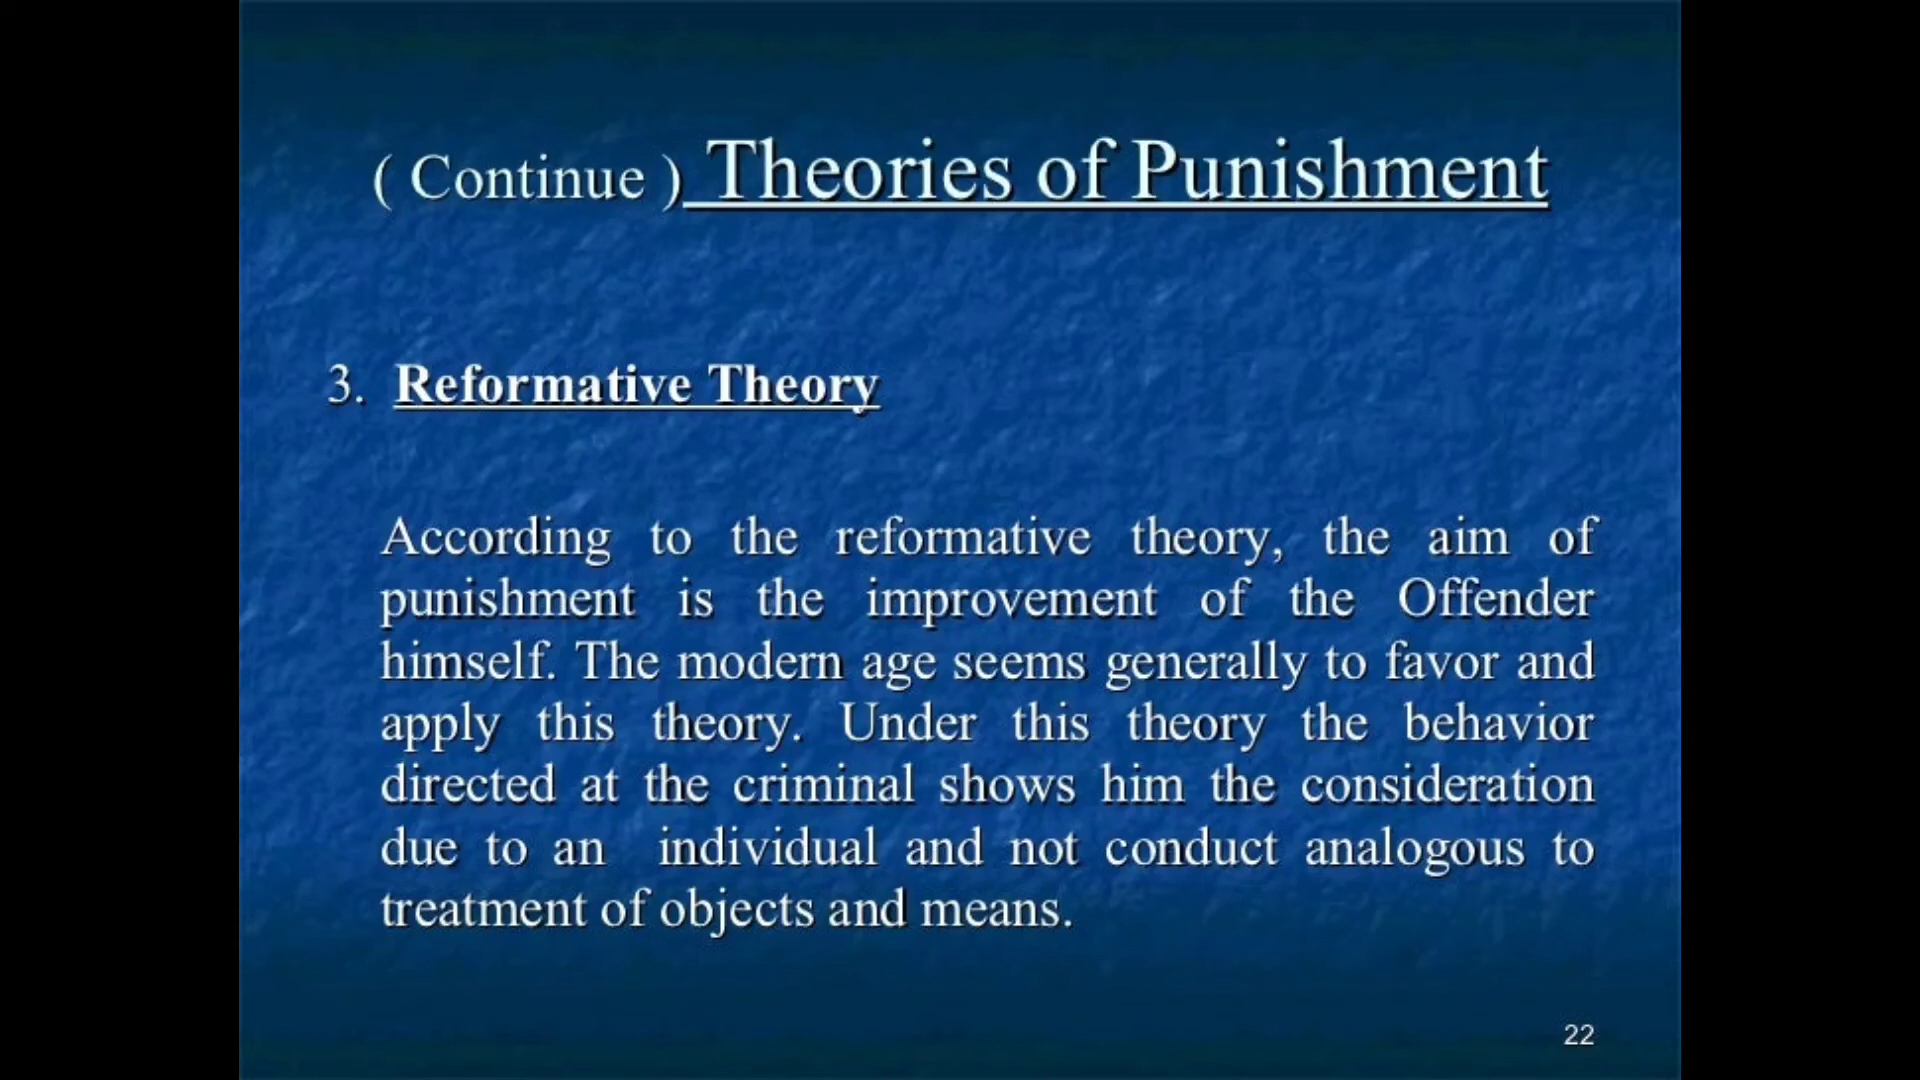 ( Continue ) Theories of Punishment
3. Reformative Theory
According to the reformative theory, the aim of
punishment is the improvement of the Offender
himself. The modern age seems generally to favor and
apply this theory. Under this theory the behavior
directed at the criminal shows him the consideration
due to an individual and not conduct analogous to
treatment of objects and means.
22